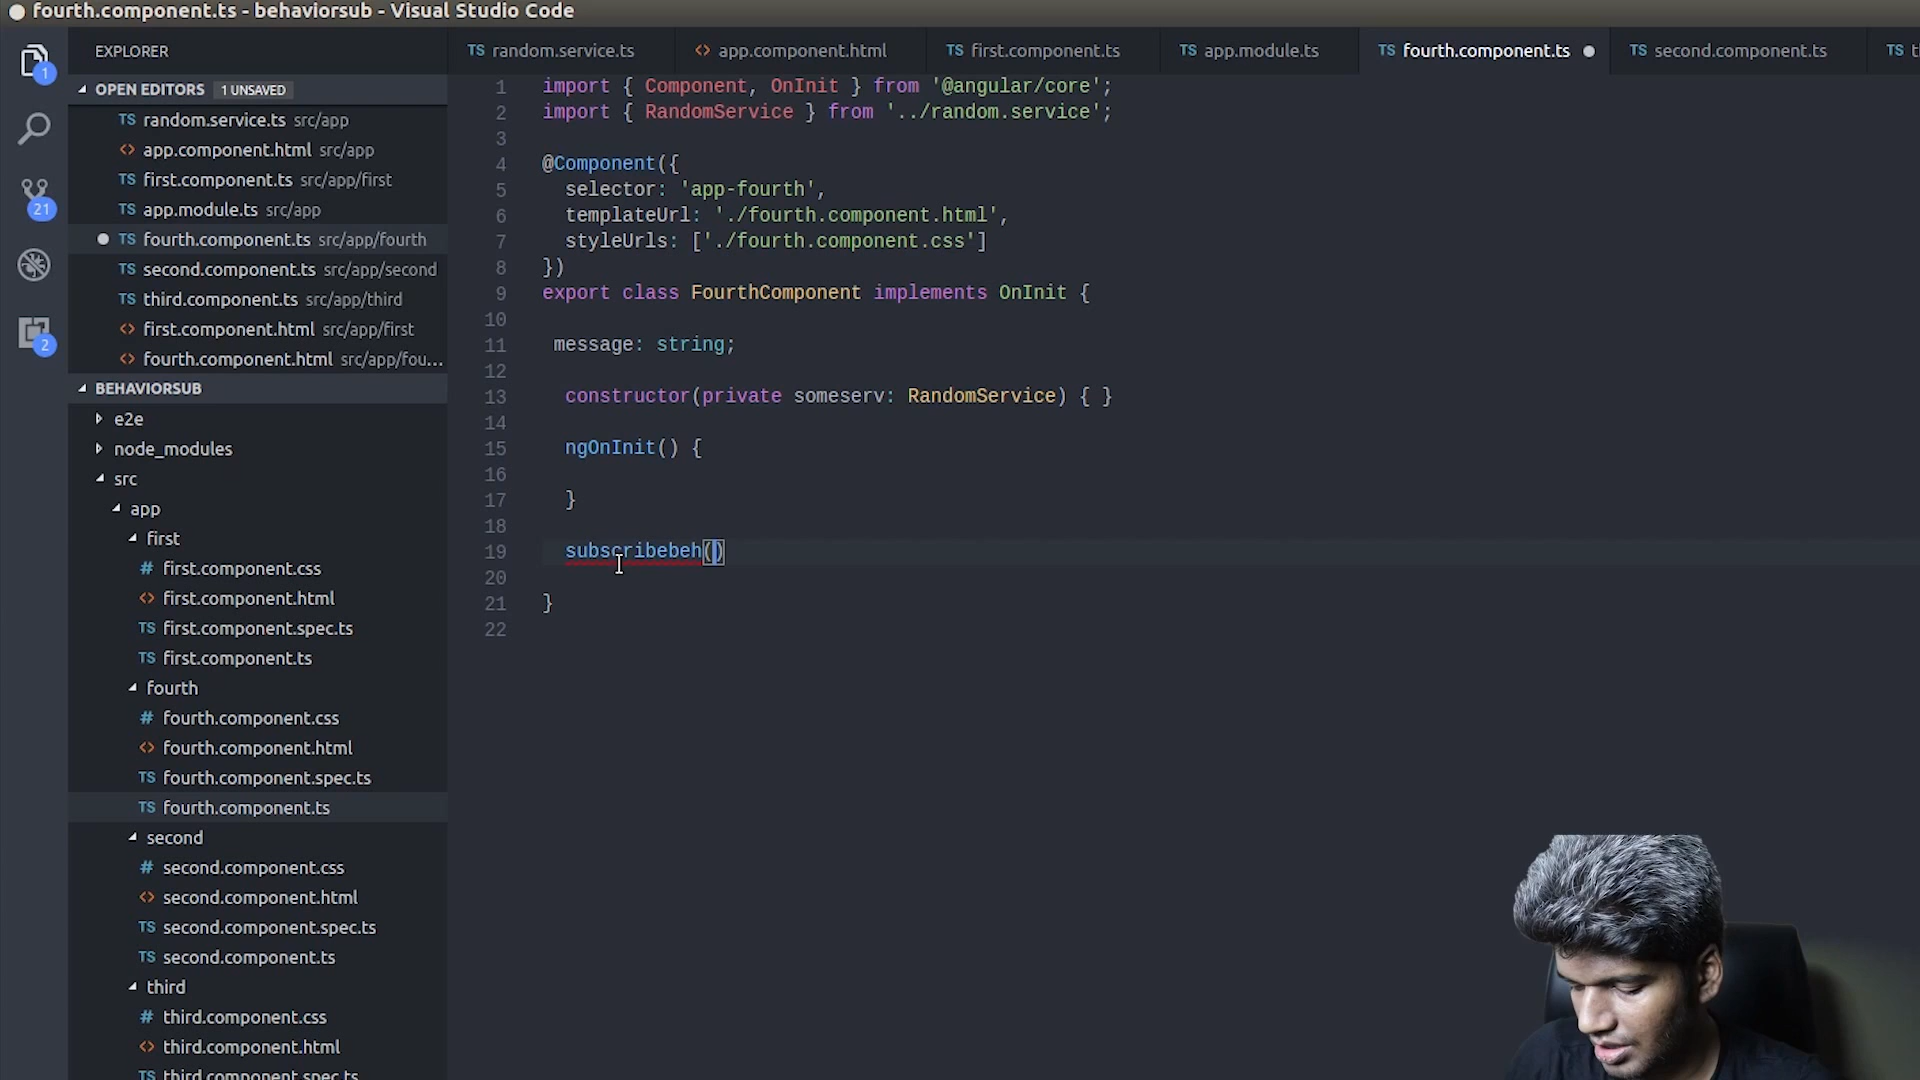 fourth.component.ts - behaviorsub - Visual Studio Code
EXPLORER
OPEN EDITORS 1 UNSAVED
TS random.service.ts src/app
<> app.component.html src/app
TS first.component.ts src/app/first
TS app.module.ts src/app
TS fourth.component.ts src/app/fourth
TS second.component.ts src/app/second
TS third.component.ts src/app/third
<> first.component.html src/app/first
<> fourth.component.html src/app/fou...
BEHAVIORSUB
e2e
node_modules
src
app
first
# first.component.css
<> first.component.html
TS first.component.spec.ts
TS first.component.ts
fourth
# fourth.component.css
<> fourth.component.html
TS fourth.component.spec.ts
TS fourth.component.ts
second
# second.component.css
<> second.component.html
TS second.component.spec.ts
TS second.component.ts
third
# third.component.css
<> third.component.html
TS third.component.spec.ts
1
21
2
TS random.service.ts <> app.component.html TS first.component.ts TS app.module.ts TS fourth.component.ts TS second.component.ts TS
1 import { Component, OnInit } from '@angular/core';
2 import { RandomService } from '../random.service';
3
4 @Component({
5 selector: 'app-fourth',
6 templateUrl: './fourth.component.html',
7 styleUrls: ['./fourth.component.css']
8 })
9 export class FourthComponent implements OnInit {
10
11 message: string;
12
13 constructor(private someserv: RandomService) { }
14
15 ngOnInit() {
16
17 }
18
19 subscribebeh()
20
21 }
22